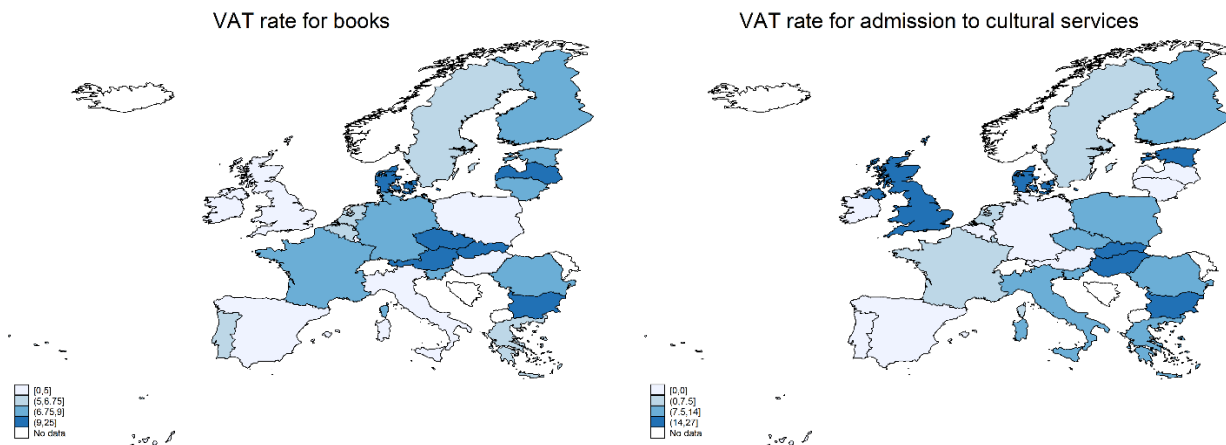 VAT rate for books
[0,5]
(5,6.75]
(6.75,9]
(9,25]
No data
VAT rate for admission to cultural services
[0,0]
(0,7.5]
(7.5,14]
(14,27]
No data